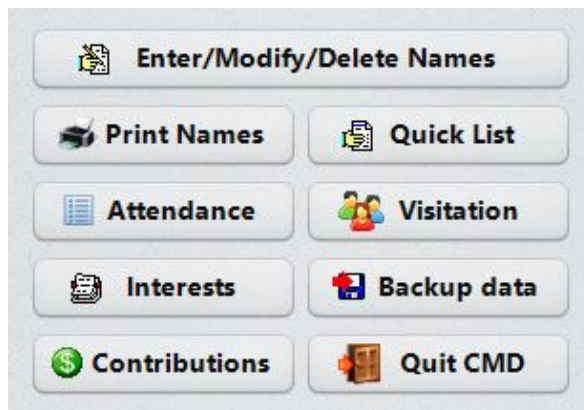 Enter/Modify/Delete Names
Print Names
Quick List
Attendance
Visitation
Interests
Backup data
Contributions
Quit CMD